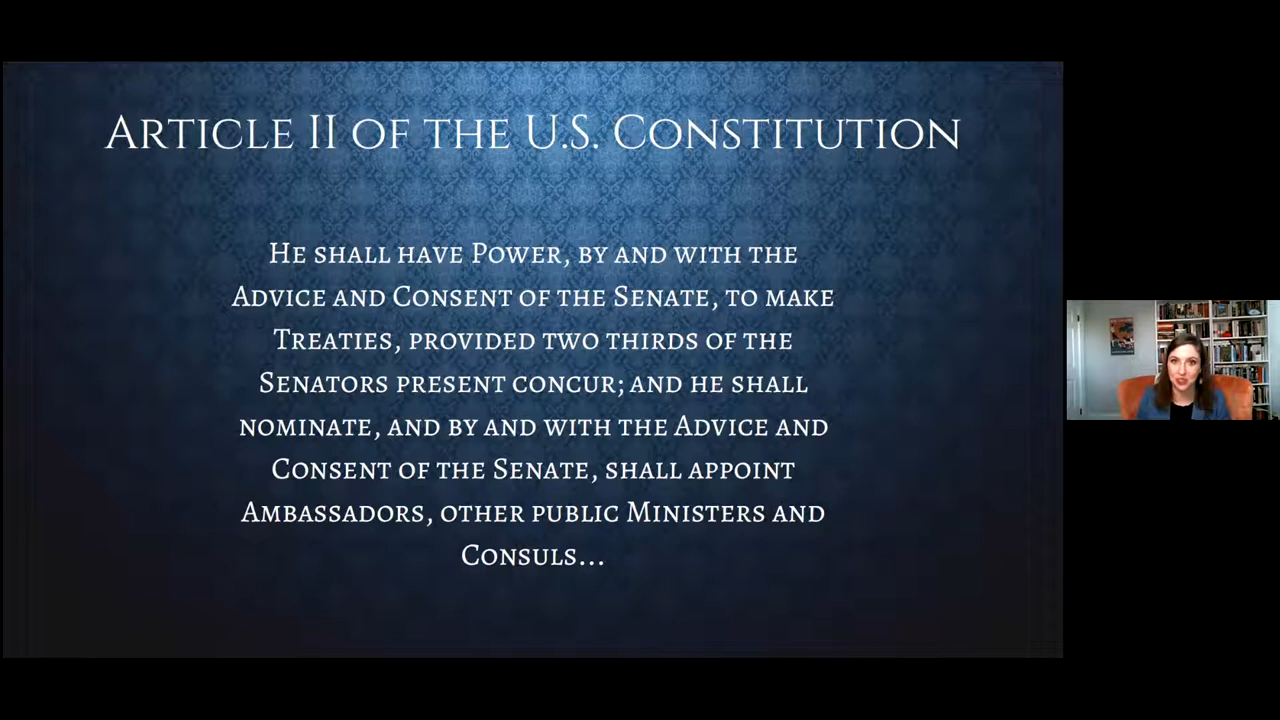 Article II of the U.S. Constitution
He shall have Power, by and with the
Advice and Consent of the Senate, to make
Treaties, provided two thirds of the
Senators present concur; and he shall
nominate, and by and with the Advice and
Consent of the Senate, shall appoint
Ambassadors, other public Ministers and
Consuls...